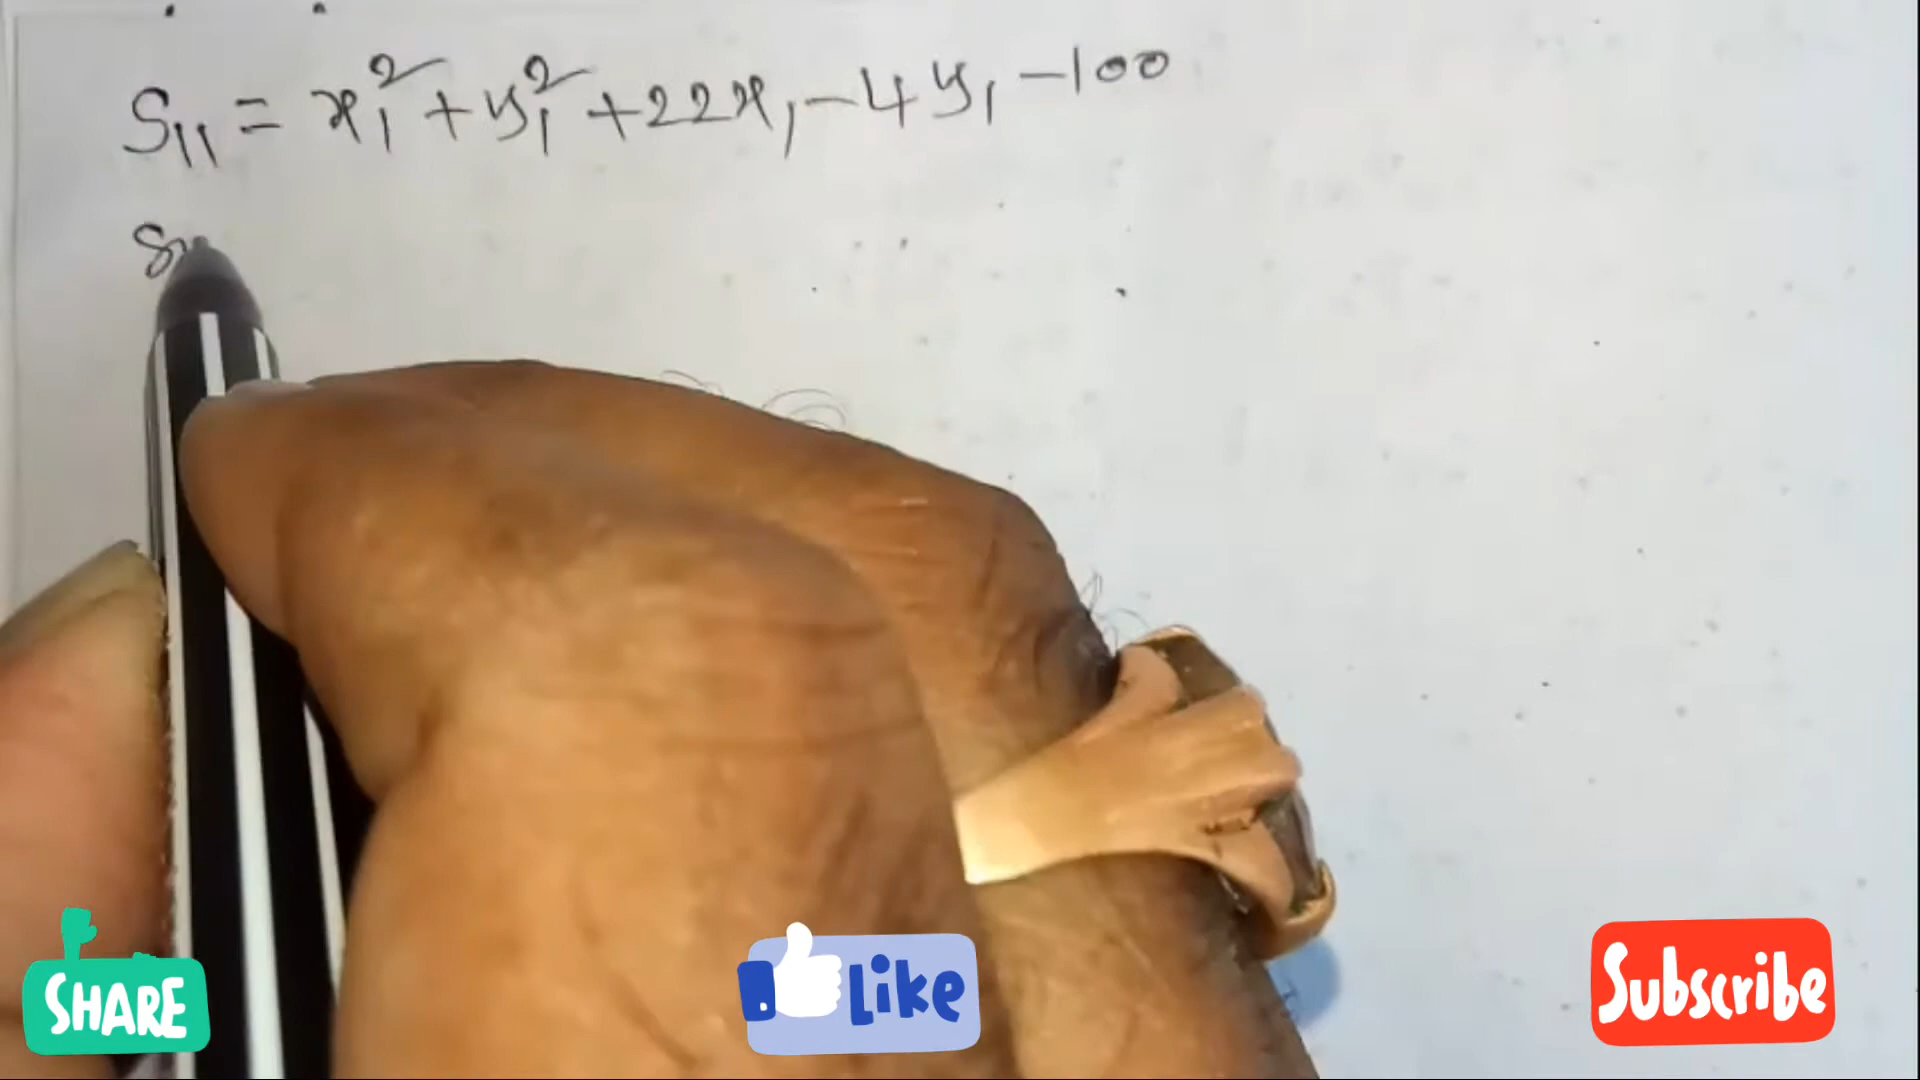 S₁₁ = x₁² + y₁² + 22x₁ - 4y₁ - 100
SHARE Like Subscribe